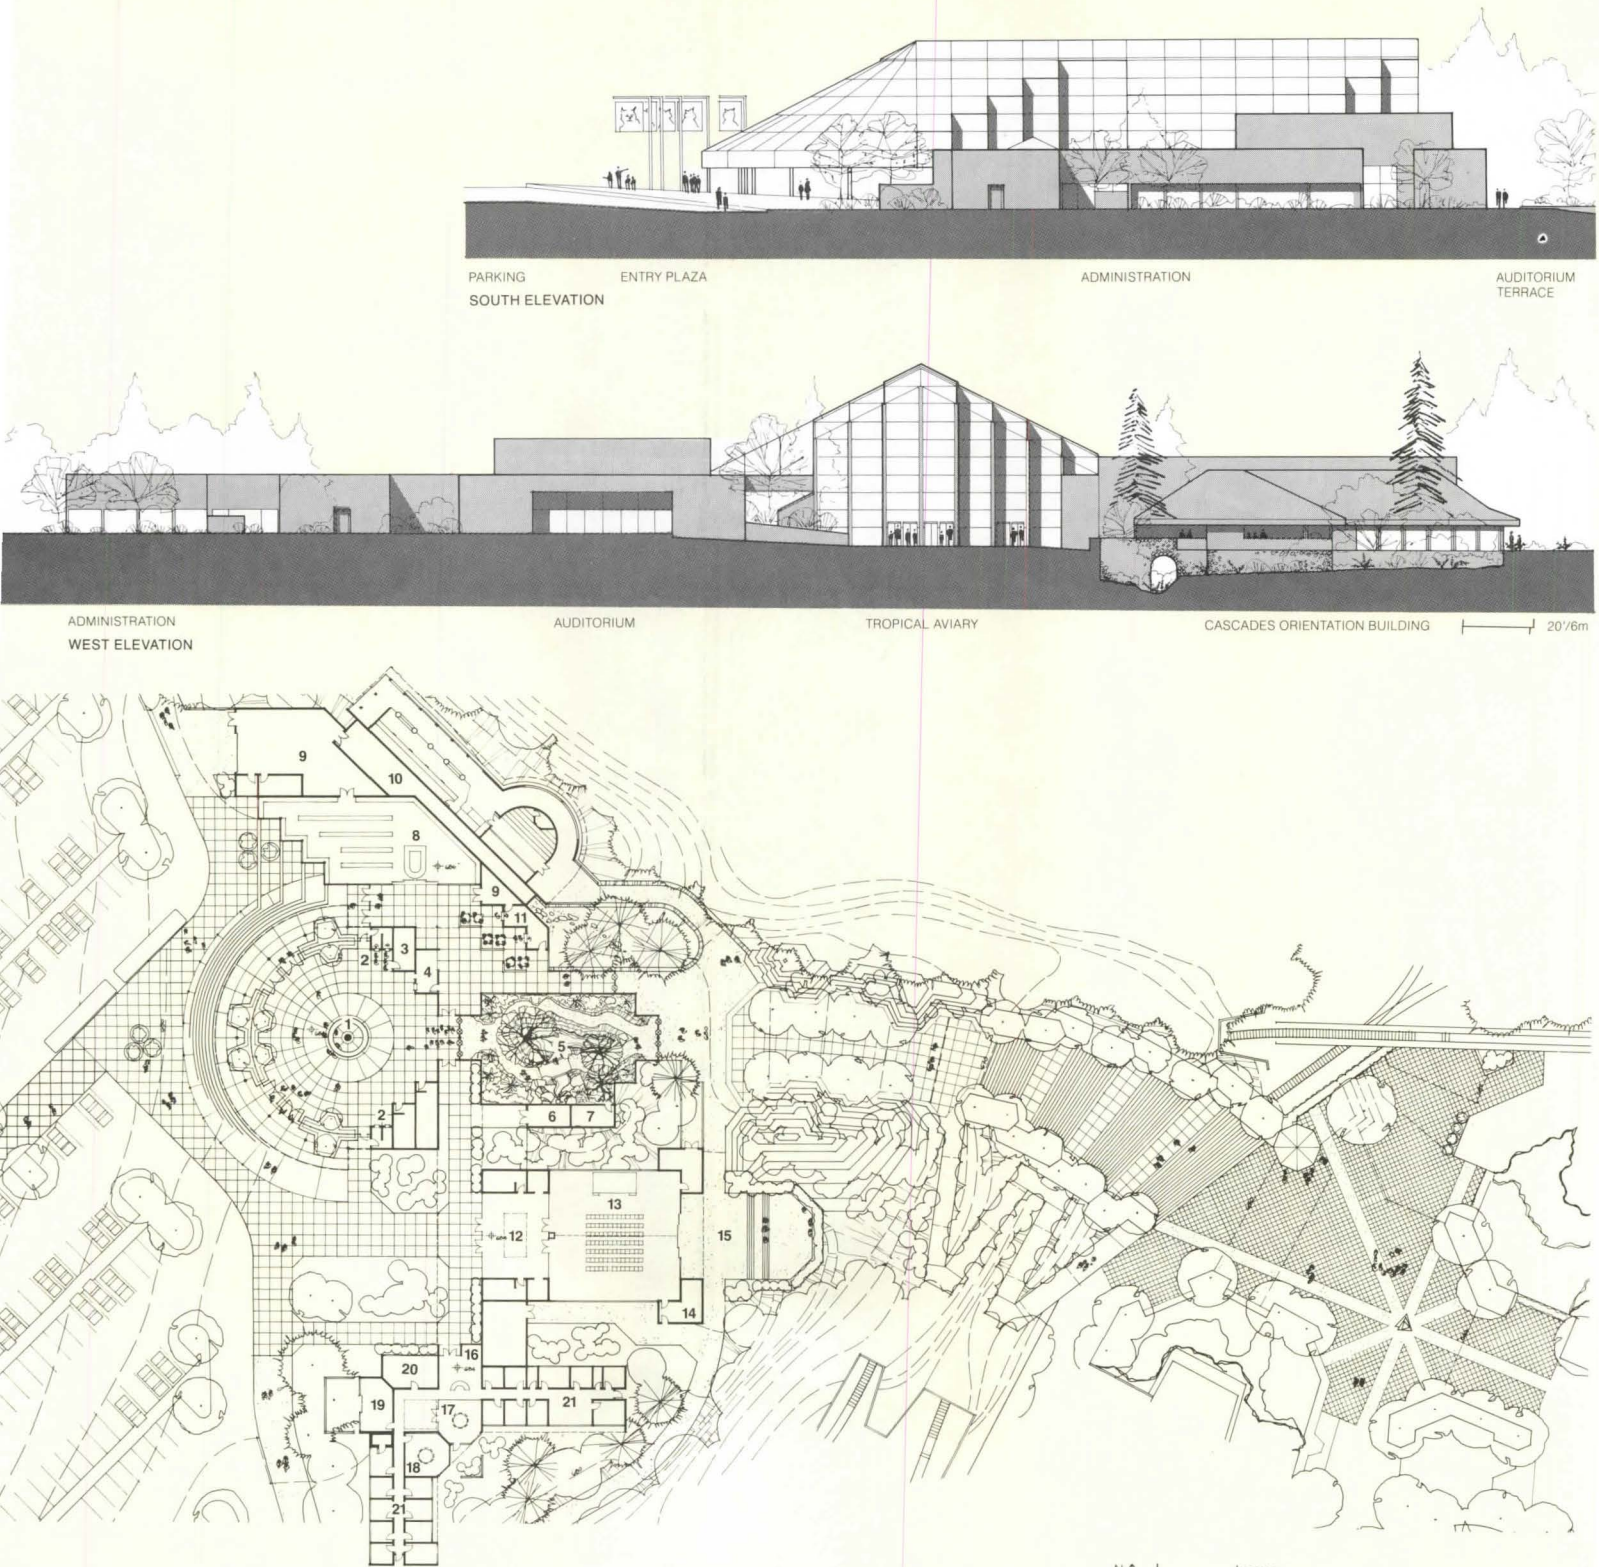 PARKING
ENTRY PLAZA
ADMINISTRATION
AUDITORIUM
TERRACE
SOUTH ELEVATION
ADMINISTRATION
AUDITORIUM
TROPICAL AVIARY
CASCADES ORIENTATION BUILDING
20'/6m
WEST ELEVATION
9
10
8
9
11
3
2
4
1
5
2
6
7
13
12
15
14
16
20
19
17
21
18
21